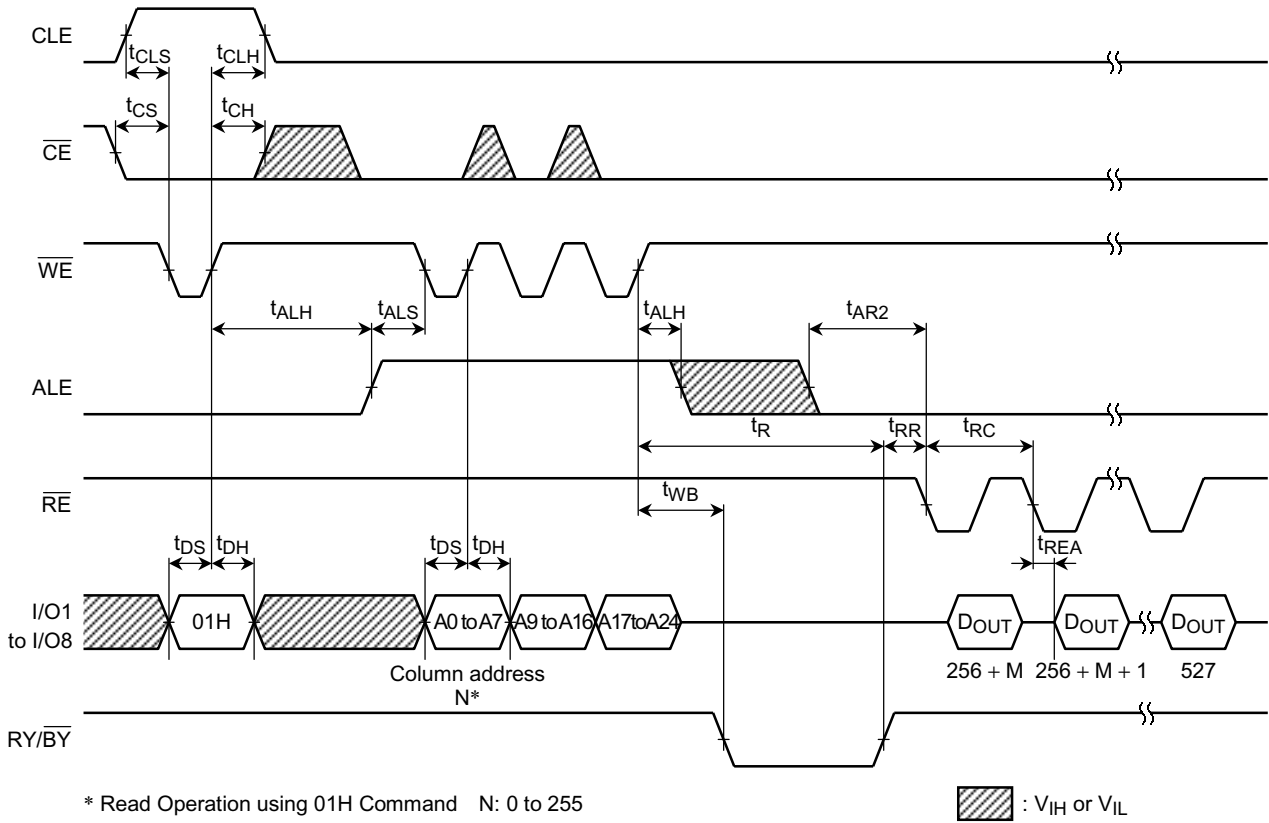 CLE
tCLS tCLH
tCS tCH
CE
WE
tALH tALS tALH tAR2
ALE
tR tRR tRC
RE
tWB
tDS tDH tDS tDH tREA
I/O1
to I/O8
01H A0 to A7 A9 to A16 A17 to A24 DOUT DOUT DOUT
256 + M 256 + M + 1 527
Column address
N*
RY/BY
* Read Operation using 01H Command N: 0 to 255
: VIH or VIL